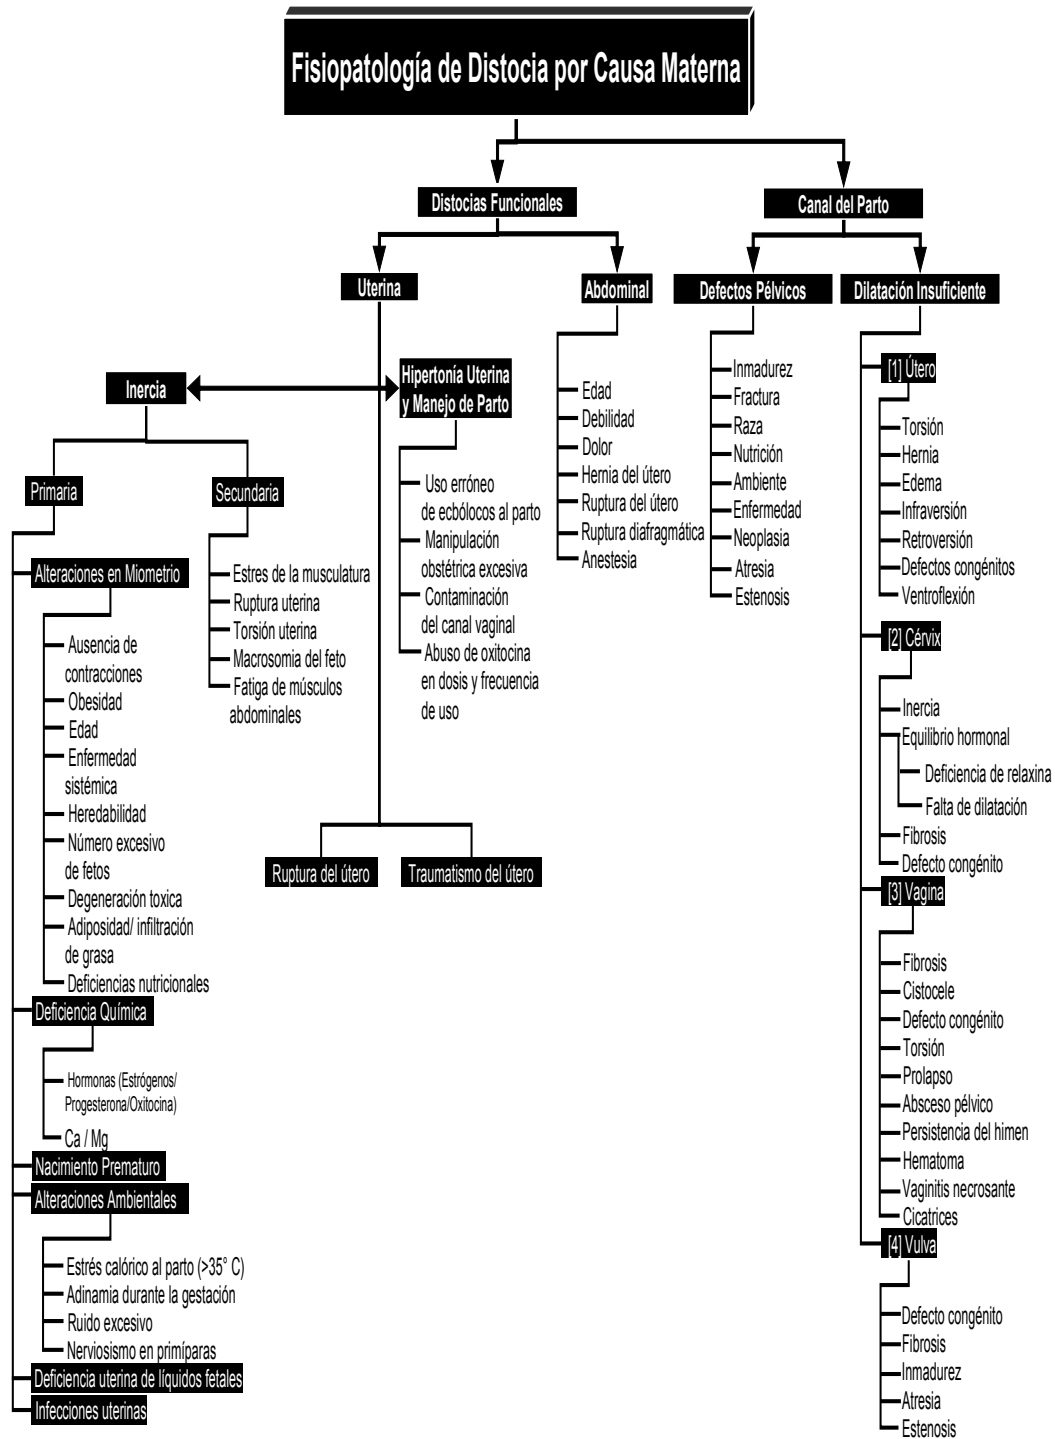 Fisiopatología de Distocia por Causa Materna
Distocias Funcionales
Canal del Parto
Uterina
Abdominal
Defectos Pélvicos
Dilatación Insuficiente
Inercia
Hipertonía Uterina
y Manejo de Parto
Primaria
Secundaria
Alteraciones en Miometrio
Ausencia de
contracciones
Obesidad
Edad
Enfermedad
sistémica
Heredabilidad
Número excesivo
de fetos
Degeneración toxica
Adiposidad/ infiltración
de grasa
Deficiencias nutricionales
Deficiencia Química
Hormonas (Estrógenos/
Progesterona/Oxitocina)
Ca / Mg
Nacimiento Prematuro
Alteraciones Ambientales
Estrés calórico al parto (>35° C)
Adinamia durante la gestación
Ruido excesivo
Nerviosismo en primíparas
Deficiencia uterina de líquidos fetales
Infecciones uterinas
Estres de la musculatura
Ruptura uterina
Torsión uterina
Macrosomia del feto
Fatiga de músculos
abdominales
Uso erróneo
de ecbólocos al parto
Manipulación
obstétrica excesiva
Contaminación
del canal vaginal
Abuso de oxitocina
en dosis y frecuencia
de uso
Ruptura del útero
Traumatismo del útero
Edad
Debilidad
Dolor
Hernia del útero
Ruptura del útero
Ruptura diafragmática
Anestesia
Inmadurez
Fractura
Raza
Nutrición
Ambiente
Enfermedad
Neoplasia
Atresia
Estenosis
[1] Útero
Torsión
Hernia
Edema
Infraversión
Retroversión
Defectos congénitos
Ventroflexión
[2] Cérvix
Inercia
Equilibrio hormonal
Deficiencia de relaxina
Falta de dilatación
Fibrosis
Defecto congénito
[3] Vagina
Fibrosis
Cistocele
Defecto congénito
Torsión
Prolapso
Absceso pélvico
Persistencia del himen
Hematoma
Vaginitis necrosante
Cicatrices
[4] Vulva
Defecto congénito
Fibrosis
Inmadurez
Atresia
Estenosis